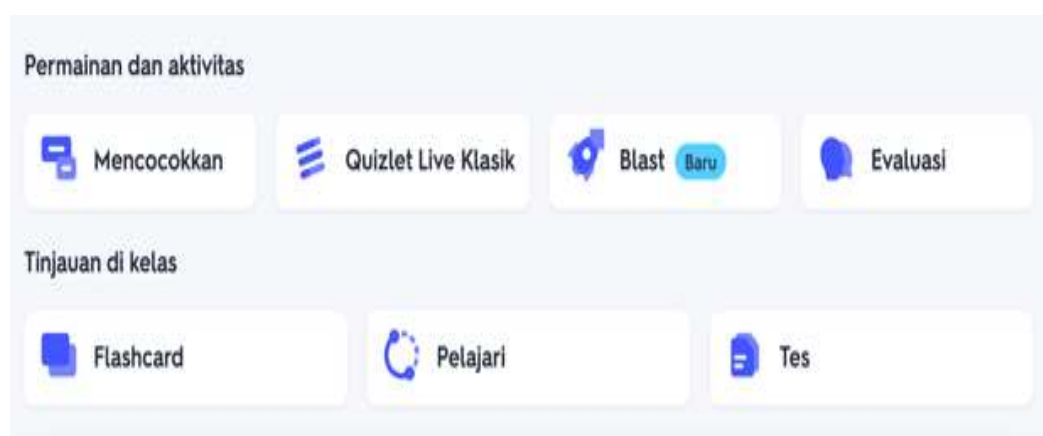 Permainan dan aktivitas
Mencocokkan
Quizlet Live Klasik
Blast Baru
Evaluasi
Tinjauan di kelas
Flashcard
Pelajari
Tes